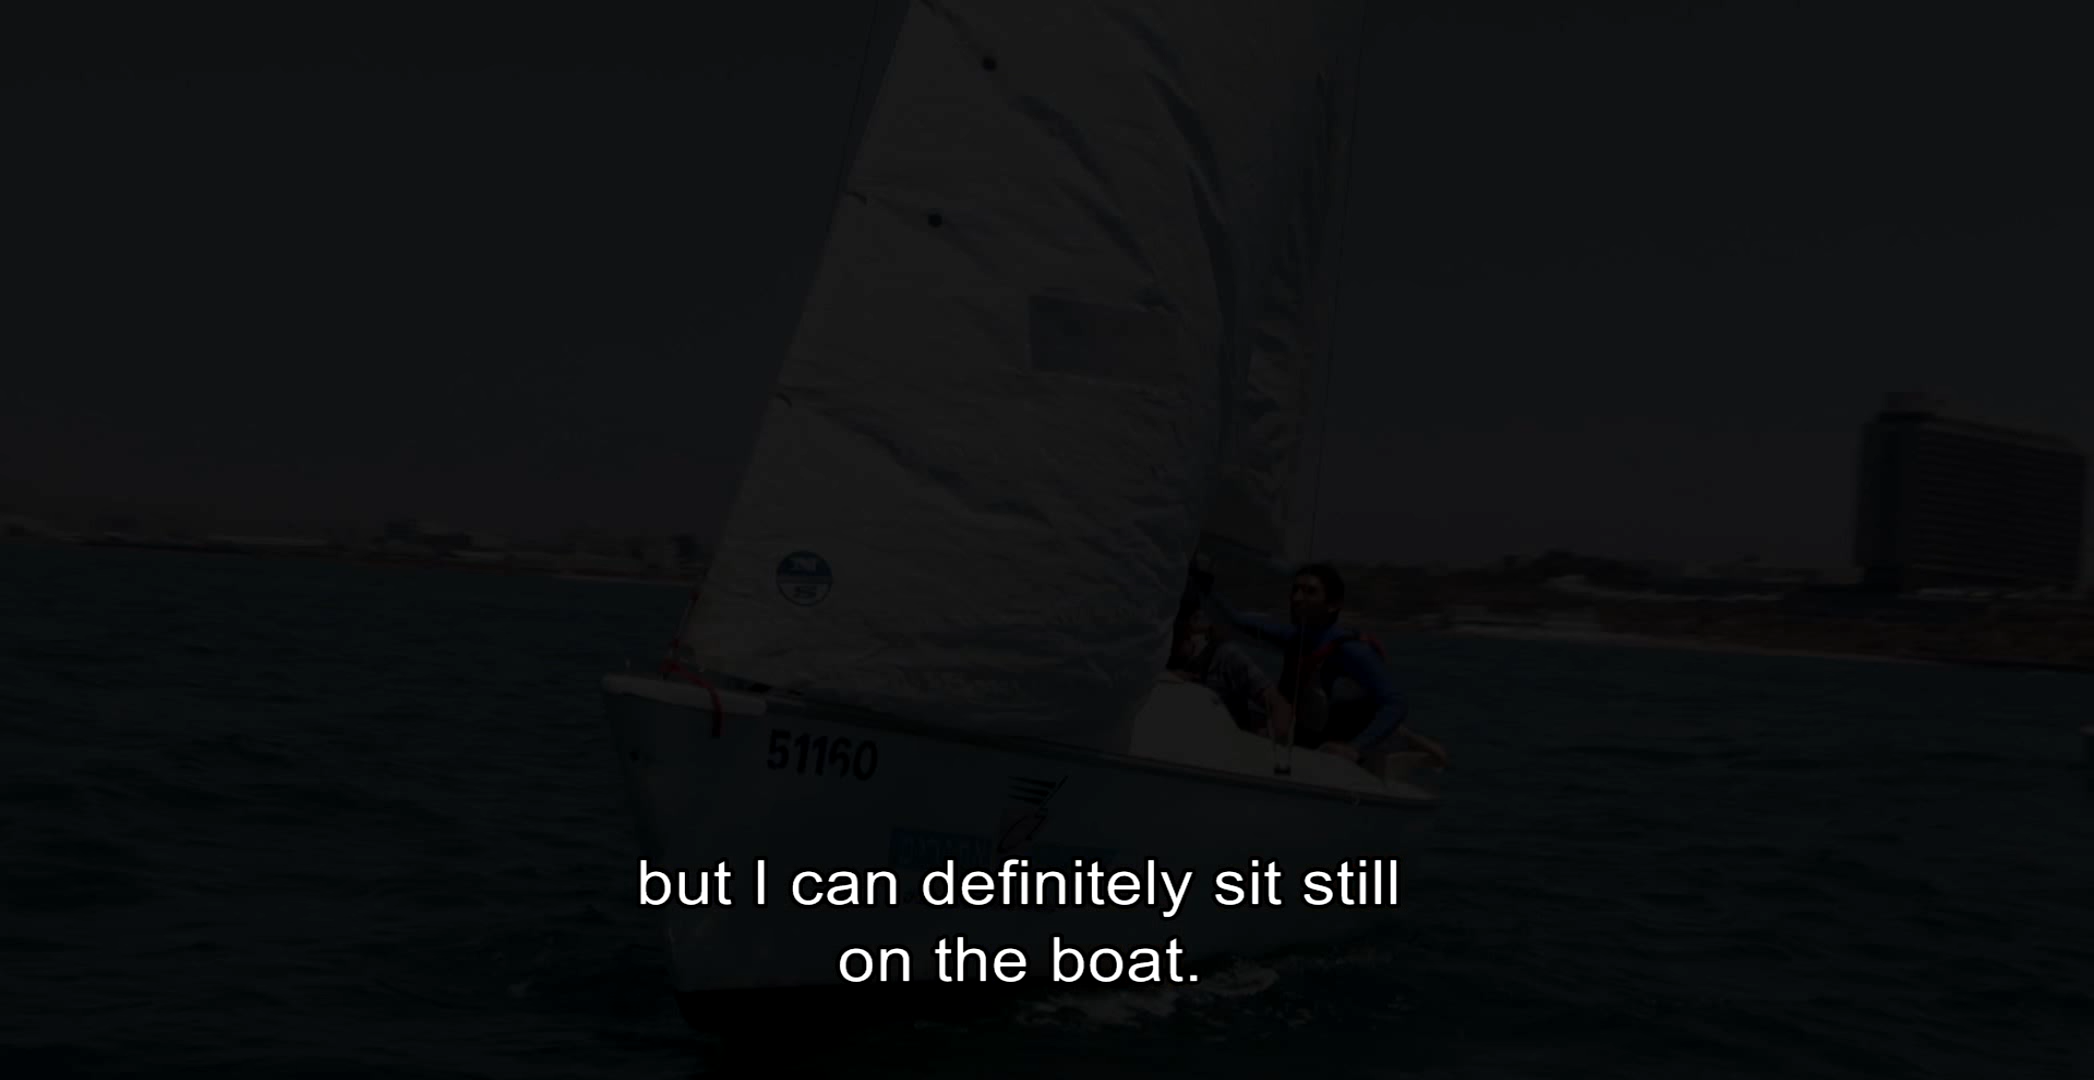 51160
but I can definitely sit still
on the boat.